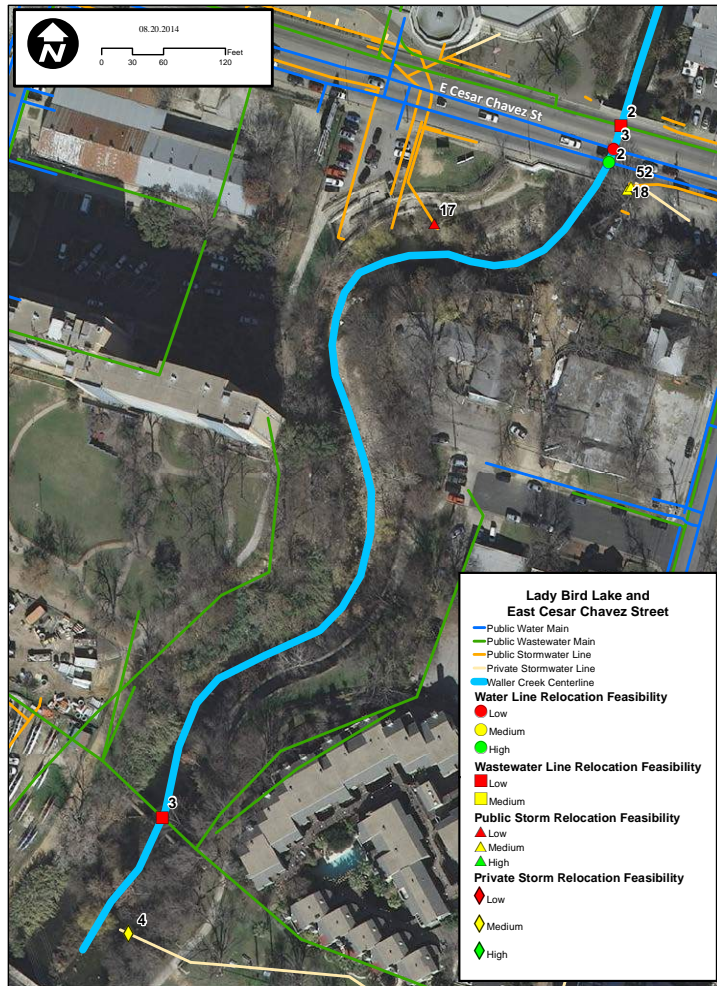 N
08.20.2014
Feet
0 30 60 120
E Cesar Chavez St
2
3
2
52
18
17
3
4
Lady Bird Lake and
East Cesar Chavez Street
Public Water Main
Public Wastewater Main
Public Stormwater Line
Private Stormwater Line
Waller Creek Centerline
Water Line Relocation Feasibility
Low
Medium
High
Wastewater Line Relocation Feasibility
Low
Medium
Public Storm Relocation Feasibility
Low
Medium
High
Private Storm Relocation Feasibility
Low
Medium
High